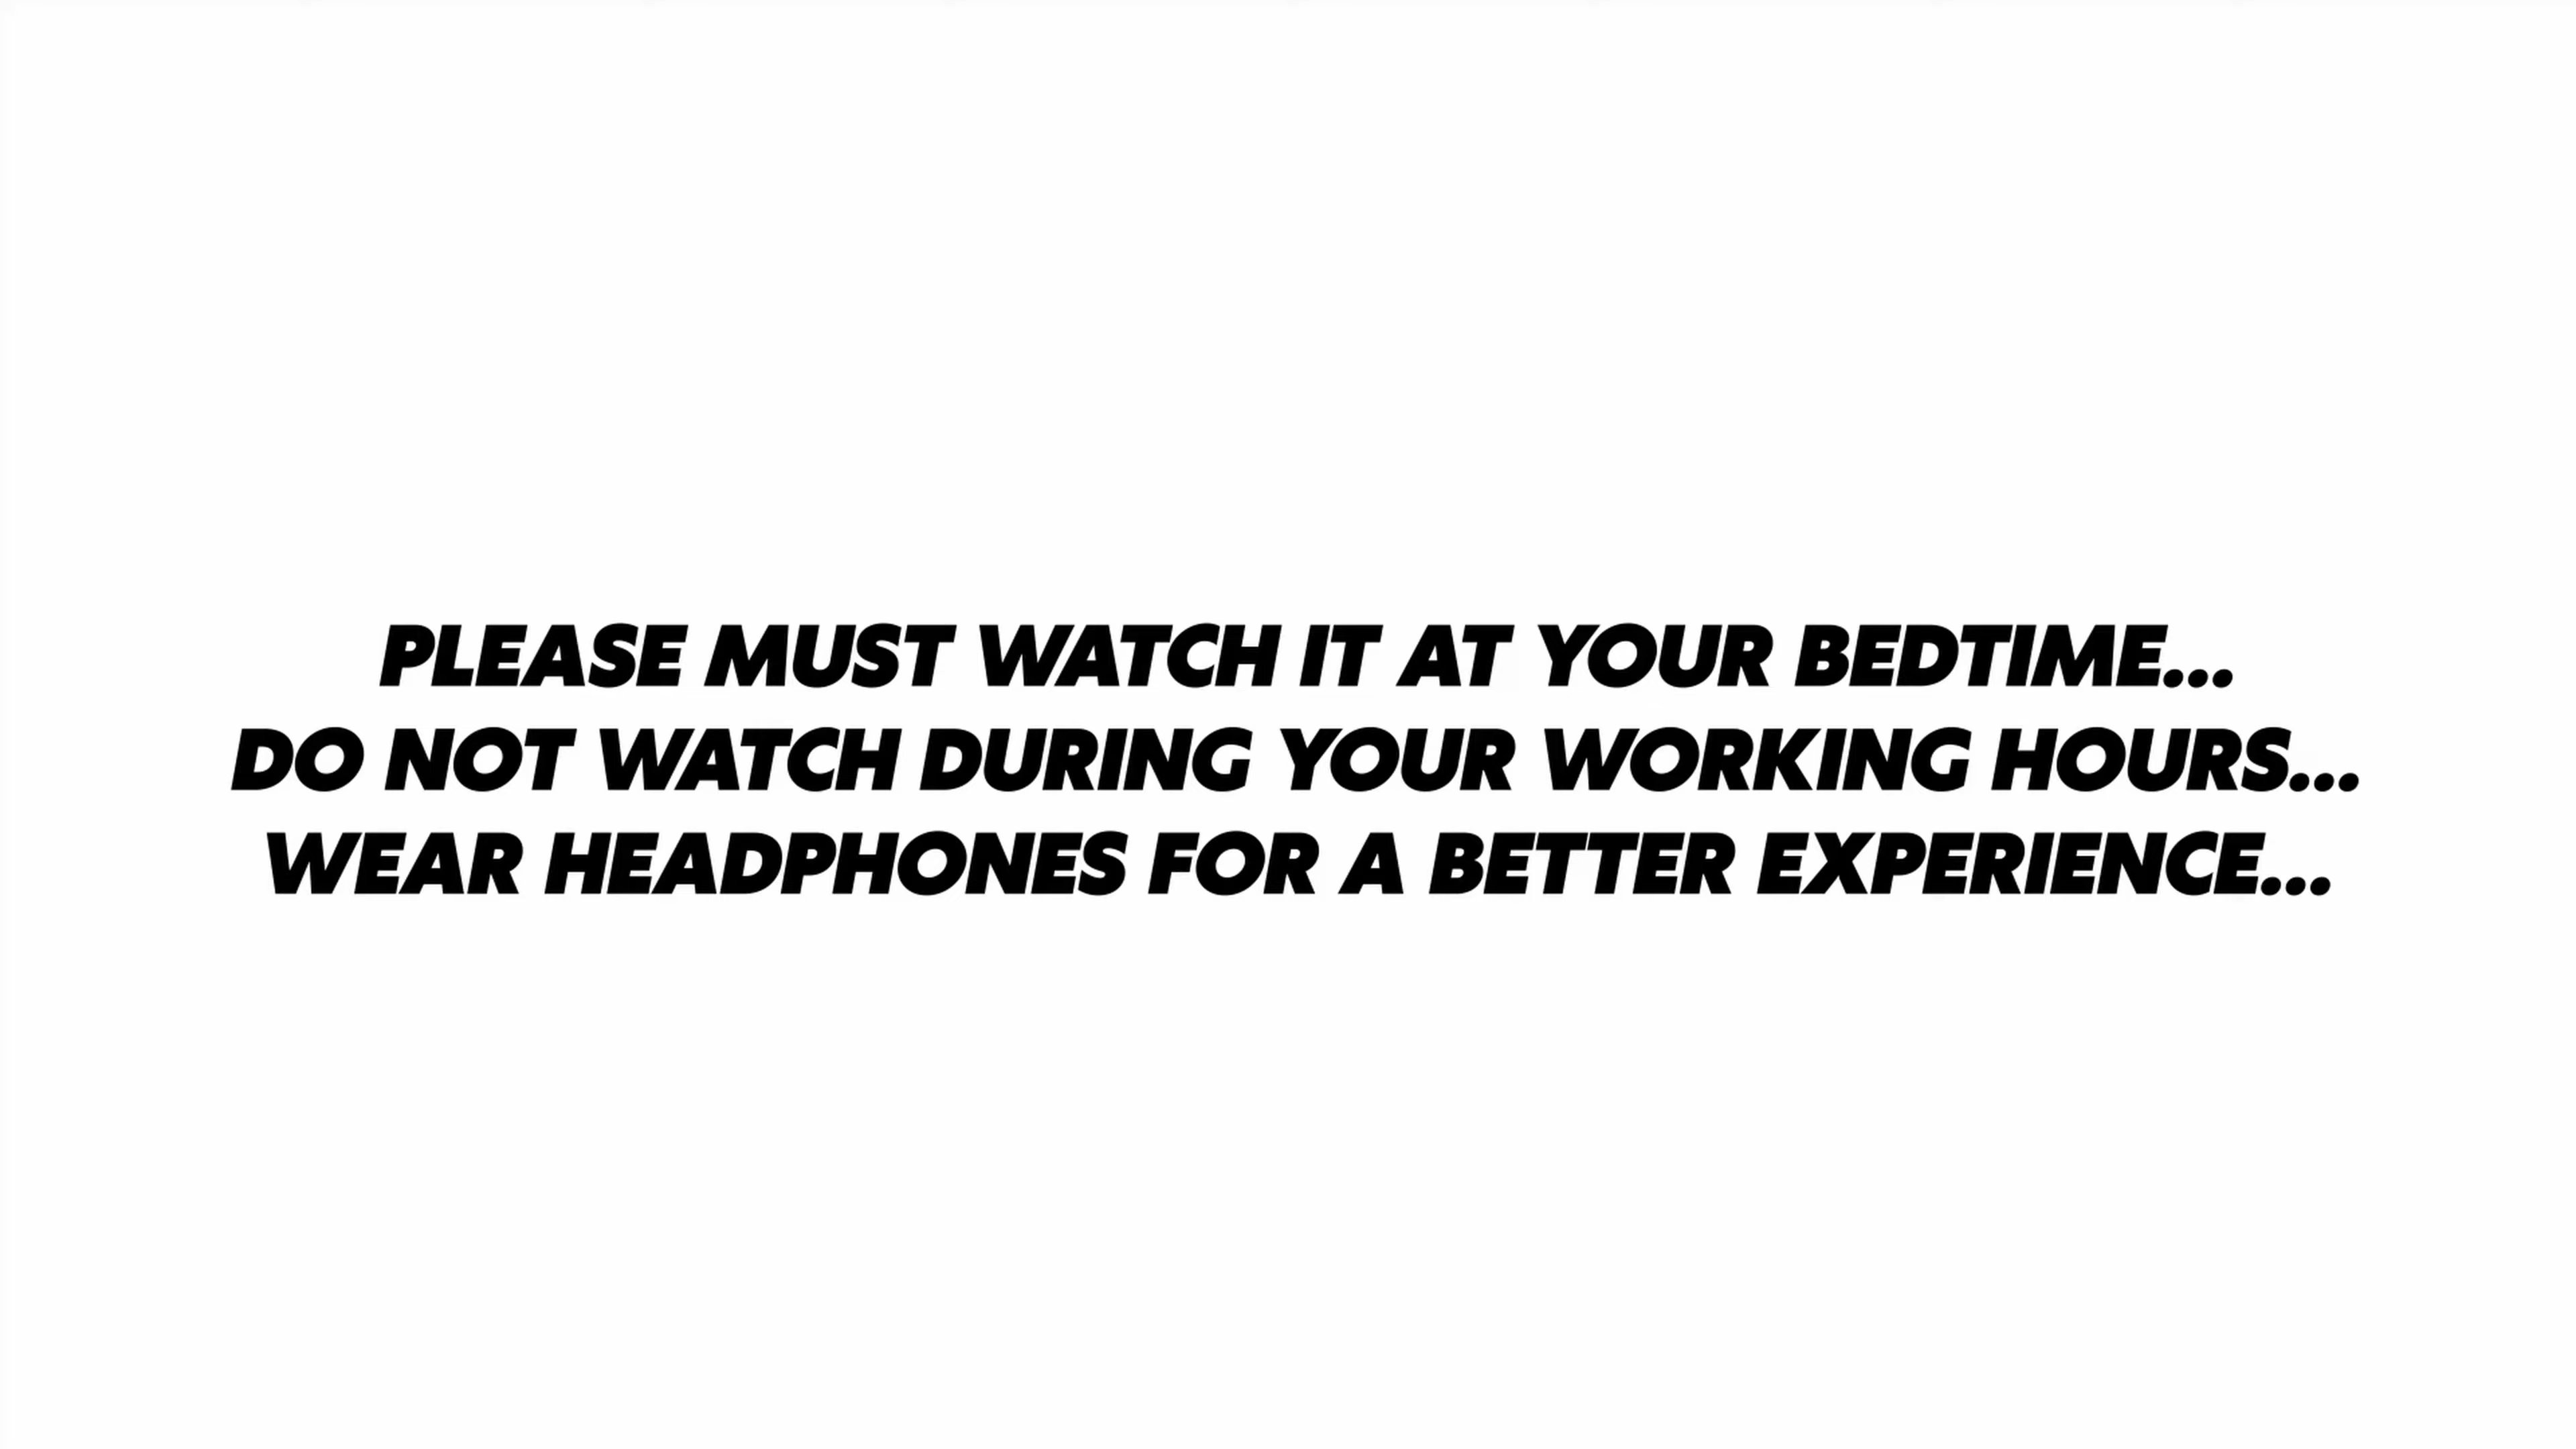 PLEASE MUST WATCH IT AT YOUR BEDTIME...
DO NOT WATCH DURING YOUR WORKING HOURS...
WEAR HEADPHONES FOR A BETTER EXPERIENCE...